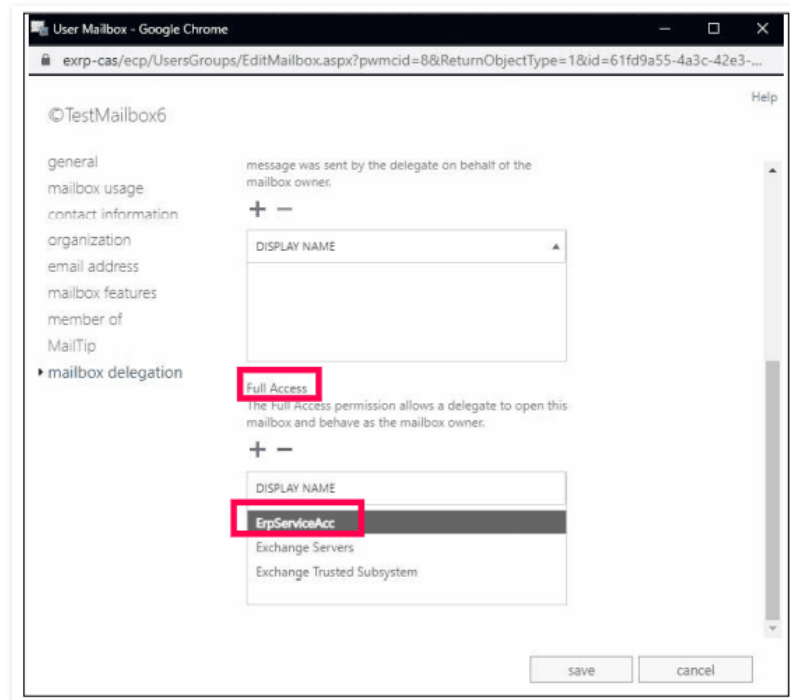 User Mailbox - Google Chrome
exrp-cas/ecp/UsersGroups/EditMailbox.aspx?pwmcid=8&ReturnObjectType=1&id=61fd9a55-4a3c-42e3-...
Help
©TestMailbox6
general
mailbox usage
contact information
organization
email address
mailbox features
member of
MailTip
mailbox delegation
message was sent by the delegate on behalf of the
mailbox owner.
DISPLAY NAME
Full Access
The Full Access permission allows a delegate to open this
mailbox and behave as the mailbox owner.
DISPLAY NAME
ErpServiceAcc
Exchange Servers
Exchange Trusted Subsystem
save
cancel